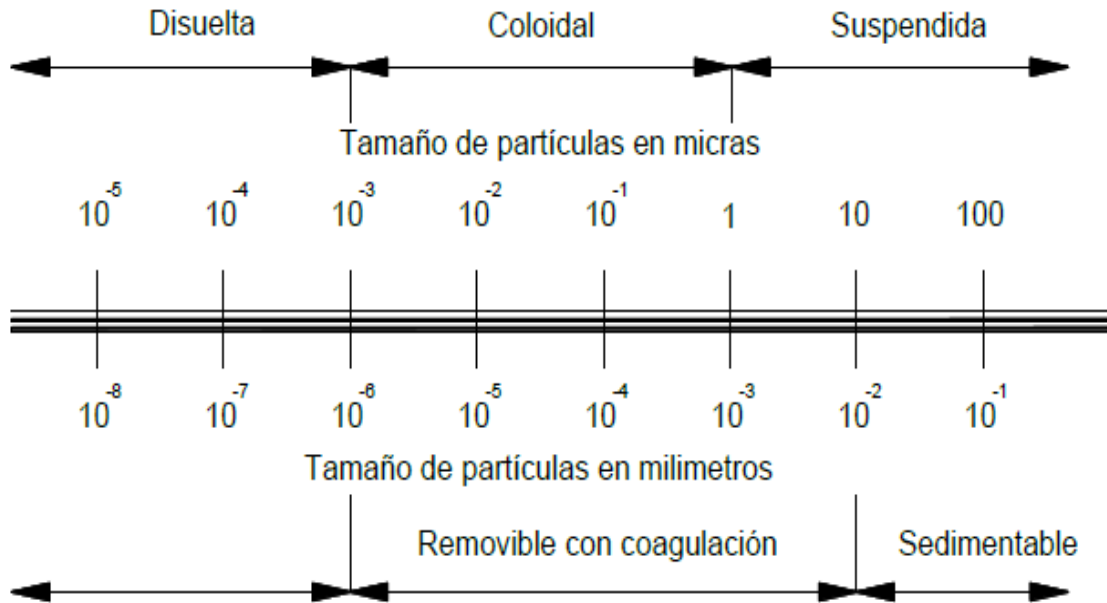 Disuelta Coloidal Suspendida
Tamaño de partículas en micras
10⁻⁵ 10⁻⁴ 10⁻³ 10⁻² 10⁻¹ 1 10 100
10⁻⁸ 10⁻⁷ 10⁻⁶ 10⁻⁵ 10⁻⁴ 10⁻³ 10⁻² 10⁻¹
Tamaño de partículas en milimetros
Removible con coagulación Sedimentable